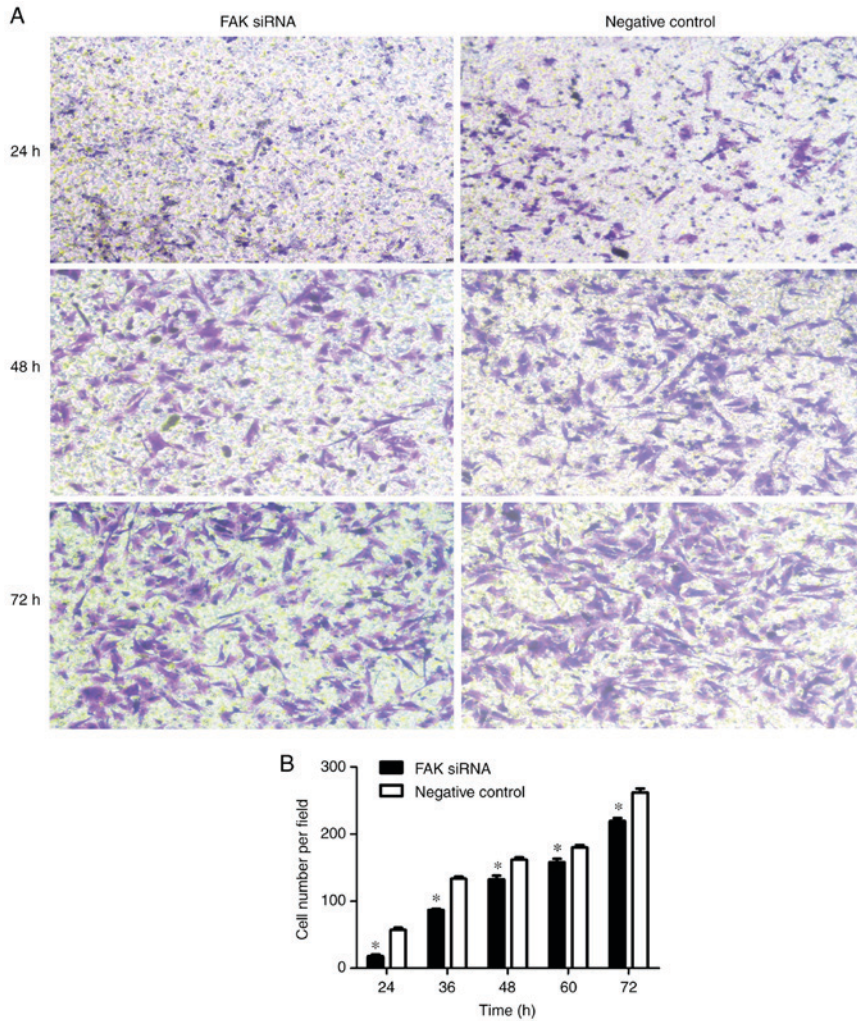 A
FAK siRNA
Negative control
24 h
48 h
72 h
B
FAK siRNA
Negative control
Cell number per field
300
200
100
0
*
*
*
*
*
24
36
48
60
72
Time (h)